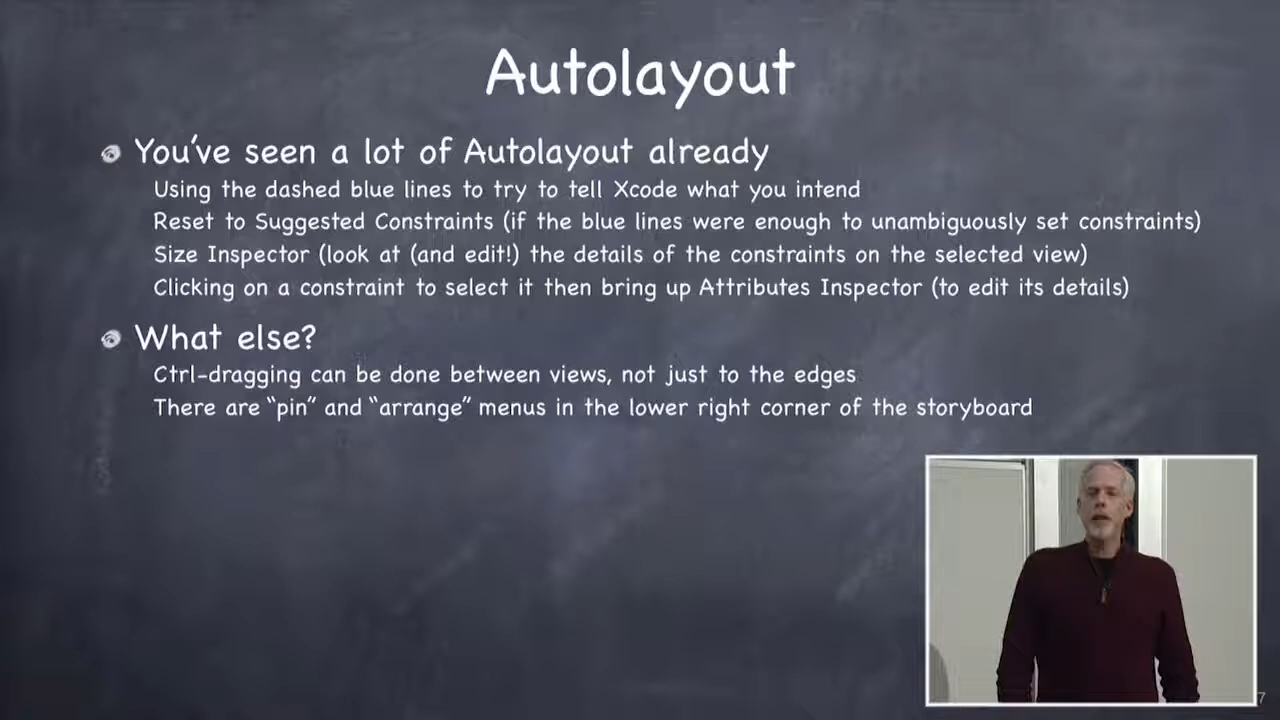 Autolayout
You've seen a lot of Autolayout already
Using the dashed blue lines to try to tell Xcode what you intend
Reset to Suggested Constraints (if the blue lines were enough to unambiguously set constraints)
Size Inspector (look at (and edit!) the details of the constraints on the selected view)
Clicking on a constraint to select it then bring up Attributes Inspector (to edit its details)
What else?
Ctrl-dragging can be done between views, not just to the edges
There are “pin” and “arrange” menus in the lower right corner of the storyboard
7